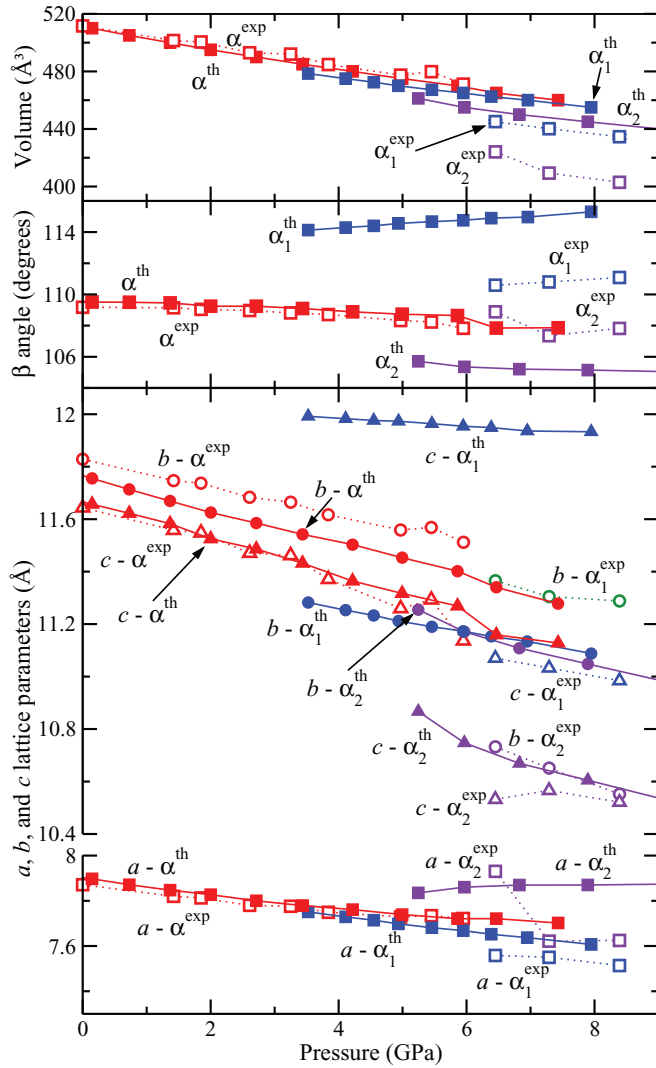 520
480
440
400
Volume (Å³)
α^exp
α^th
α₁^th
α₂^th
α₁^exp
α₂^exp
114
110
106
β angle (degrees)
α₁^th
α^th
α₁^exp
α^exp
α₂^exp
α₂^th
12
11.6
11.2
10.8
10.4
a, b, and c lattice parameters (Å)
c - α₁^th
b - α^exp
b - α^th
c - α^exp
b - α₁^exp
c - α^th
b - α₁^th
b - α₂^th
c - α₁^exp
c - α₂^th
b - α₂^exp
c - α₂^exp
8
7.6
a - α^th
a - α₂^exp
a - α₂^th
a - α^exp
a - α₁^th
a - α₁^exp
0 2 4 6 8
Pressure (GPa)